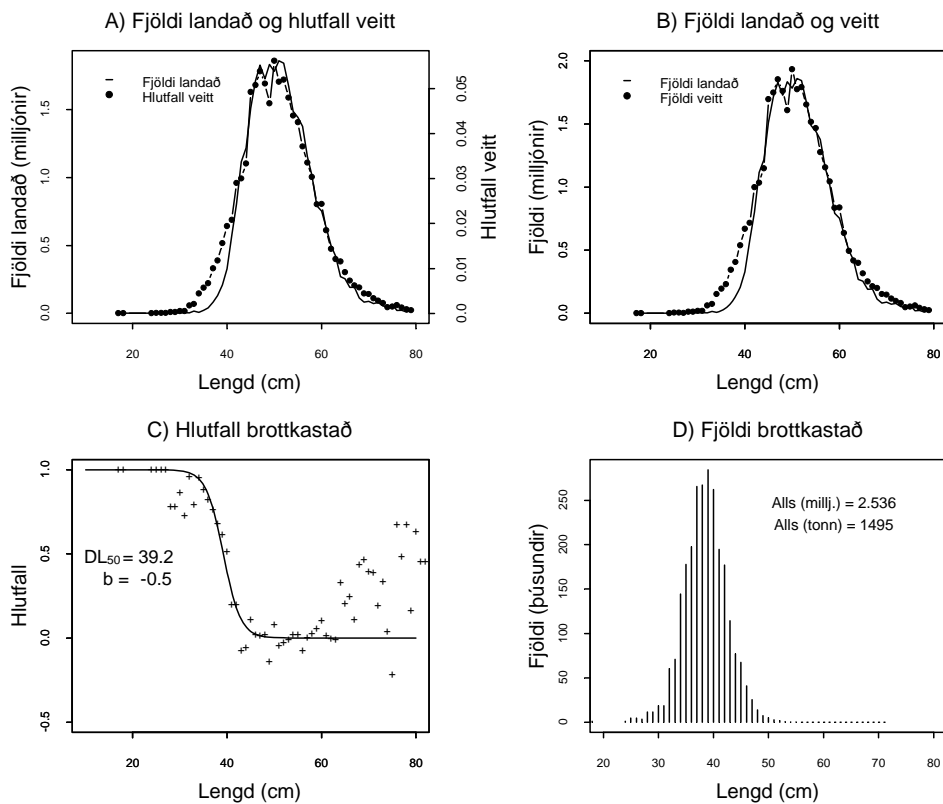 A) Fjöldi landað og hlutfall veitt
Fjöldi landað (milljónir)
0.0 0.5 1.0 1.5
Fjöldi landað
Hlutfall veitt
0.00 0.01 0.02 0.03 0.04 0.05
Hlutfall veitt
20 40 60 80
Lengd (cm)
B) Fjöldi landað og veitt
Fjöldi (milljónir)
0.0 0.5 1.0 1.5 2.0
Fjöldi landað
Fjöldi veitt
20 40 60 80
Lengd (cm)
C) Hlutfall brottkastað
Hlutfall
-0.5 0.0 0.5 1.0
DL50 = 39.2
b = -0.5
20 40 60 80
Lengd (cm)
D) Fjöldi brottkastað
Fjöldi (þúsundir)
0 50 100 150 200 250
Alls (millj.) = 2.536
Alls (tonn) = 1495
20 30 40 50 60 70 80
Lengd (cm)